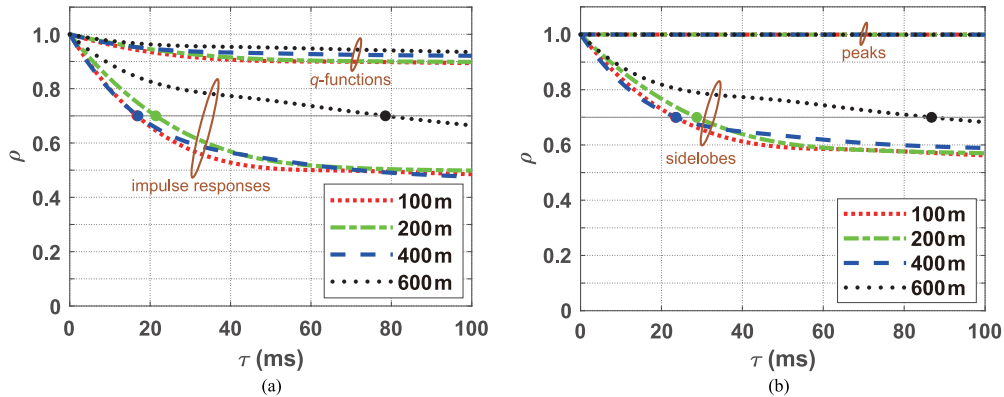 1.0
0.8
0.6
0.4
0.2
0
ρ
q-functions
impulse responses
100 m
200 m
400 m
600 m
0 20 40 60 80 100
τ (ms)
(a)
1.0
0.8
0.6
0.4
0.2
0
ρ
peaks
sidelobes
100 m
200 m
400 m
600 m
0 20 40 60 80 100
τ (ms)
(b)